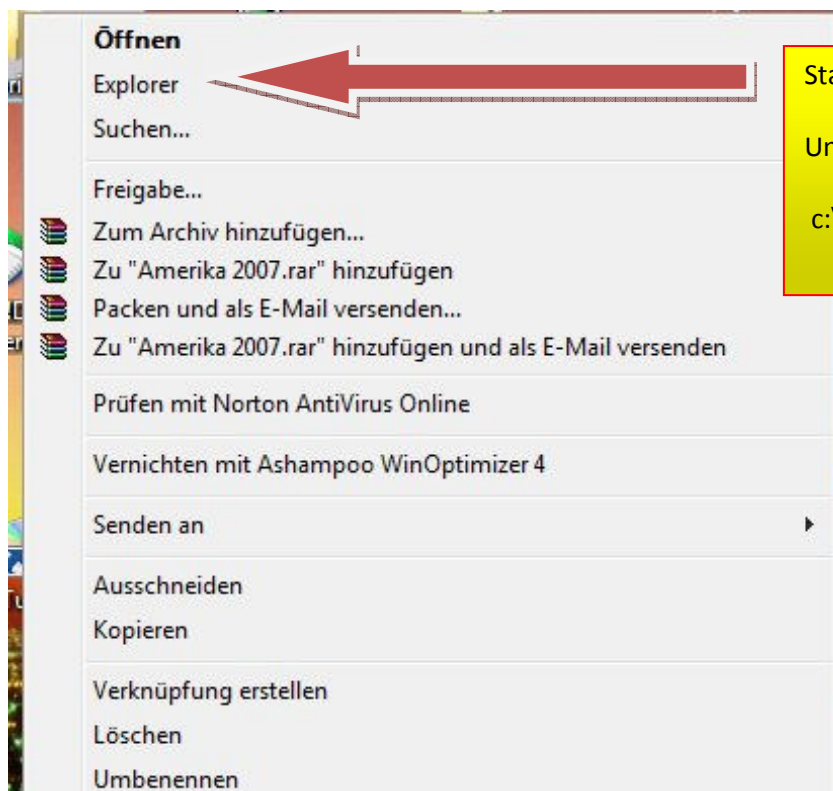 Öffnen
Explorer
Suchen...
Freigabe...
Zum Archiv hinzufügen...
Zu "Amerika 2007.rar" hinzufügen
Packen und als E-Mail versenden...
Zu "Amerika 2007.rar" hinzufügen und als E-Mail versenden
Prüfen mit Norton AntiVirus Online
Vernichten mit Ashampoo WinOptimizer 4
Senden an
Ausschneiden
Kopieren
Verknüpfung erstellen
Löschen
Umbenennen